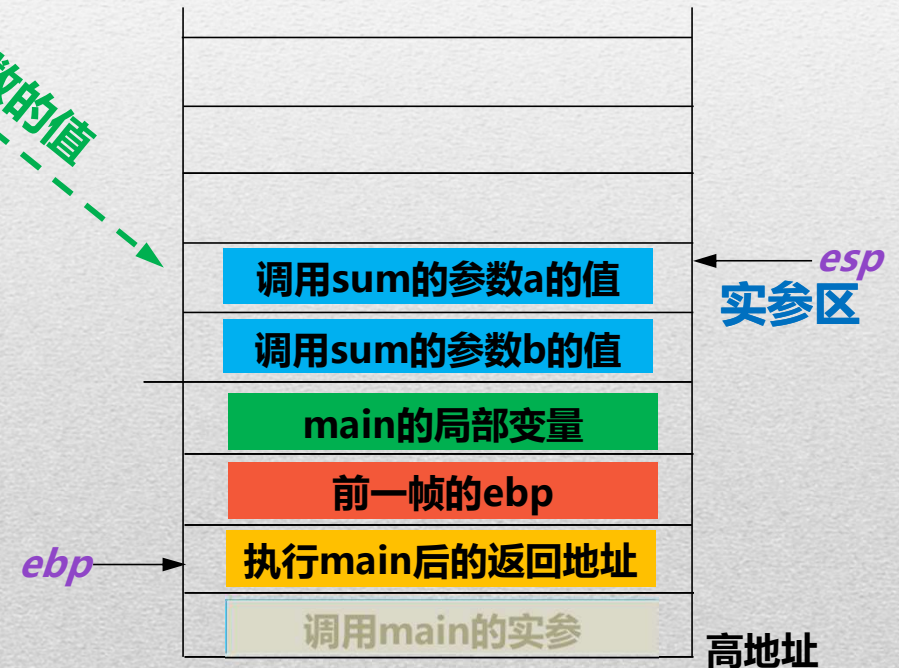 数的值
调用sum的参数a的值
esp
实参区
调用sum的参数b的值
main的局部变量
前一帧的ebp
ebp
执行main后的返回地址
调用main的实参
高地址